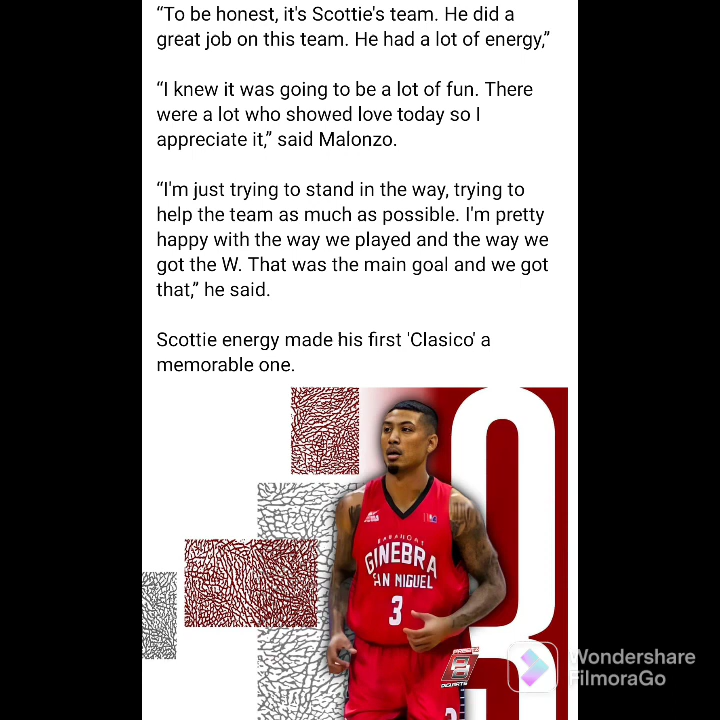 “To be honest, it's Scottie's team. He did a
great job on this team. He had a lot of energy,”
“I knew it was going to be a lot of fun. There
were a lot who showed love today so I
appreciate it,” said Malonzo.
“I'm just trying to stand in the way, trying to
help the team as much as possible. I'm pretty
happy with the way we played and the way we
got the W. That was the main goal and we got
that,” he said.
Scottie energy made his first 'Clasico' a
memorable one.
BARANGAY
GINEBRA
SAN MIGUEL
3
Wondershare
FilmoraGo